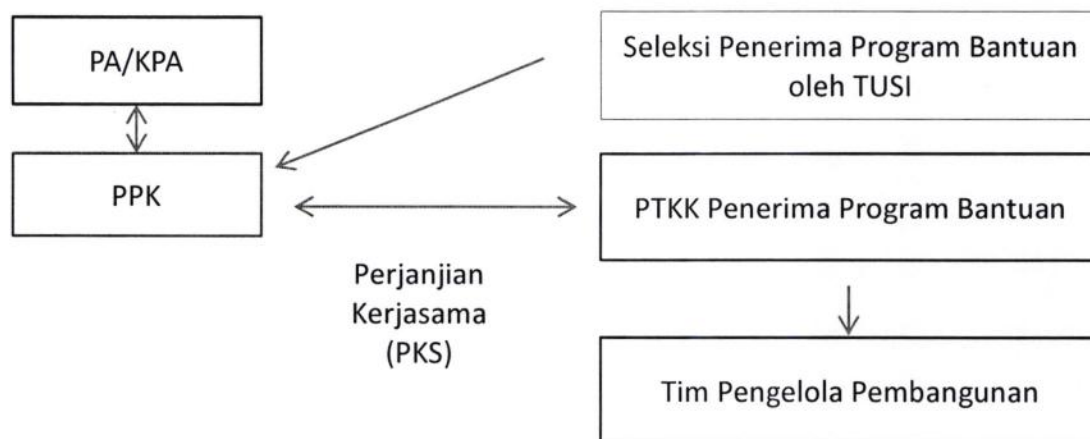 PA/KPA
Seleksi Penerima Program Bantuan
oleh TUSI
PPK
PTKK Penerima Program Bantuan
Perjanjian
Kerjasama
(PKS)
Tim Pengelola Pembangunan